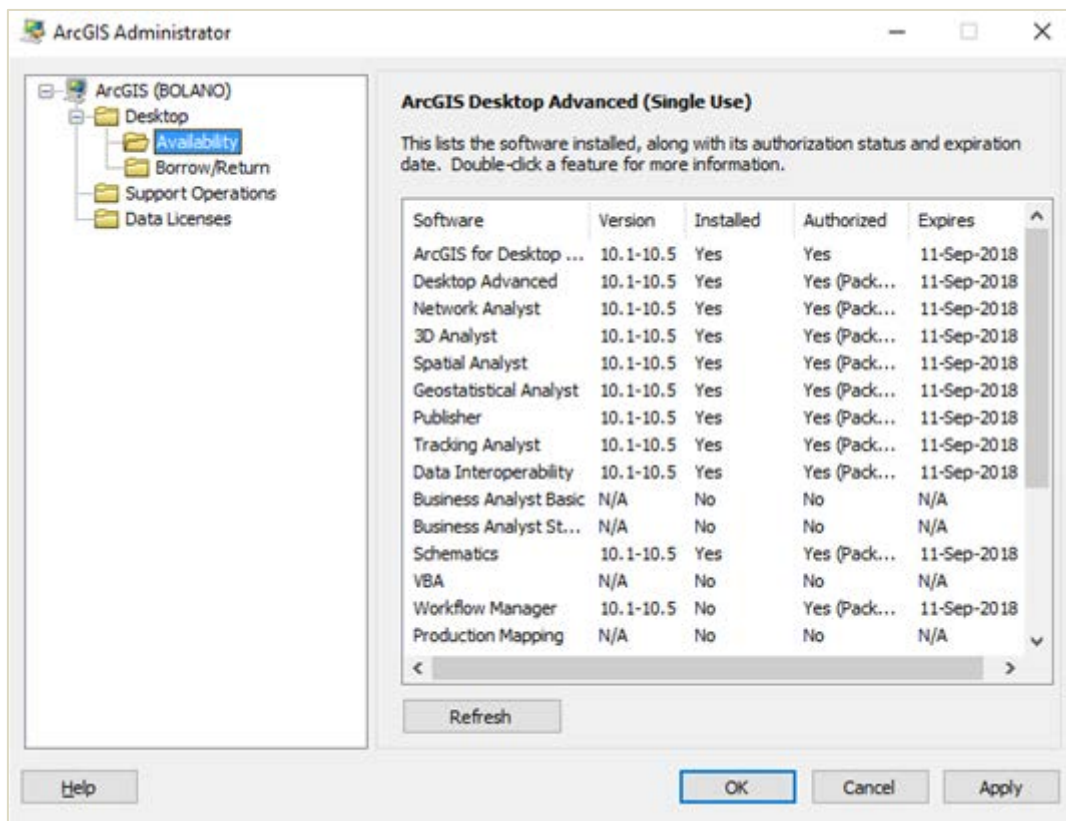 ArcGIS Administrator
ArcGIS (BOLANO)
Desktop
Availability
Borrow/Return
Support Operations
Data Licenses
ArcGIS Desktop Advanced (Single Use)
This lists the software installed, along with its authorization status and expiration
date. Double-click a feature for more information.
Software Version Installed Authorized Expires
ArcGIS for Desktop ... 10.1-10.5 Yes Yes 11-Sep-2018
Desktop Advanced 10.1-10.5 Yes Yes (Pack... 11-Sep-2018
Network Analyst 10.1-10.5 Yes Yes (Pack... 11-Sep-2018
3D Analyst 10.1-10.5 Yes Yes (Pack... 11-Sep-2018
Spatial Analyst 10.1-10.5 Yes Yes (Pack... 11-Sep-2018
Geostatistical Analyst 10.1-10.5 Yes Yes (Pack... 11-Sep-2018
Publisher 10.1-10.5 Yes Yes (Pack... 11-Sep-2018
Tracking Analyst 10.1-10.5 Yes Yes (Pack... 11-Sep-2018
Data Interoperability 10.1-10.5 Yes Yes (Pack... 11-Sep-2018
Business Analyst Basic N/A No No N/A
Business Analyst St... N/A No No N/A
Schematics 10.1-10.5 Yes Yes (Pack... 11-Sep-2018
VBA N/A No No N/A
Workflow Manager 10.1-10.5 No Yes (Pack... 11-Sep-2018
Production Mapping N/A No No N/A
Refresh
Help OK Cancel Apply